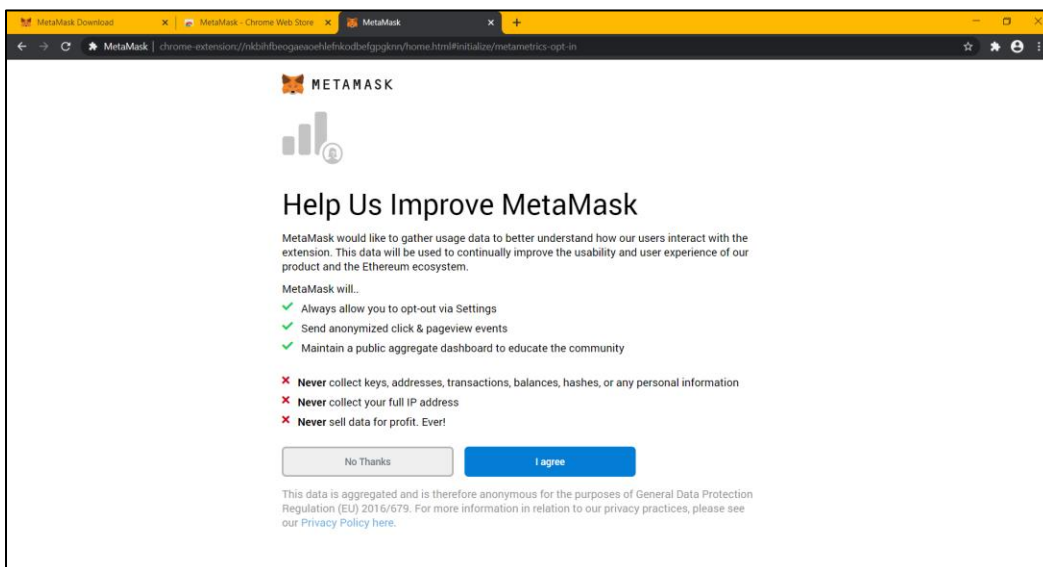 MetaMask Download
MetaMask - Chrome Web Store
MetaMask
MetaMask | chrome-extension://nkbihfbeogaeaoehlefnkodbefgpgknn/home.html#initialize/metametrics-opt-in
METAMASK
Help Us Improve MetaMask
MetaMask would like to gather usage data to better understand how our users interact with the
extension. This data will be used to continually improve the usability and user experience of our
product and the Ethereum ecosystem.
MetaMask will..
Always allow you to opt-out via Settings
Send anonymized click & pageview events
Maintain a public aggregate dashboard to educate the community
Never collect keys, addresses, transactions, balances, hashes, or any personal information
Never collect your full IP address
Never sell data for profit. Ever!
No Thanks
I agree
This data is aggregated and is therefore anonymous for the purposes of General Data Protection
Regulation (EU) 2016/679. For more information in relation to our privacy practices, please see
our Privacy Policy here.